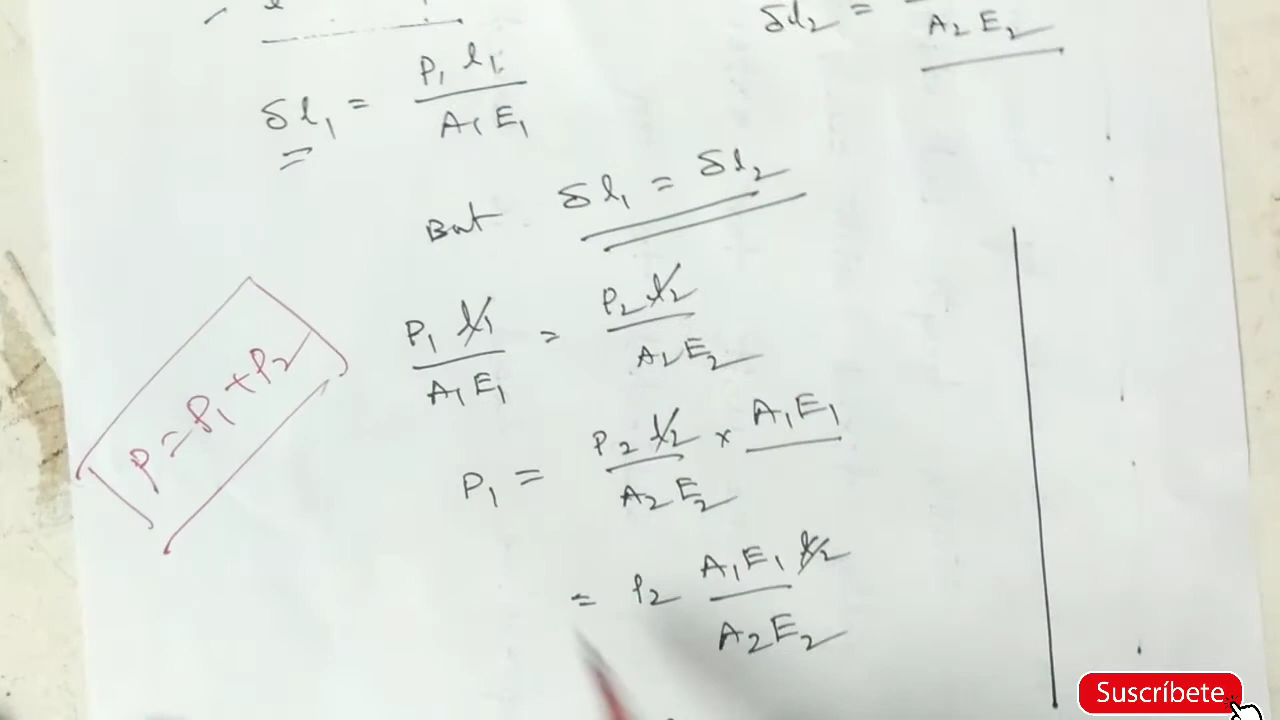 δl₁ = P₁ l₁ / A₁ E₁
δl₂ = / A₂ E₂
But δl₁ = δl₂
P₁ l₁ / A₁ E₁ = P₂ l₂ / A₂ E₂
P = P₁ + P₂
P₁ = P₂ l₂ / A₂ E₂ × A₁ E₁
= P₂ A₁ E₁ l₂ / A₂ E₂
Suscríbete